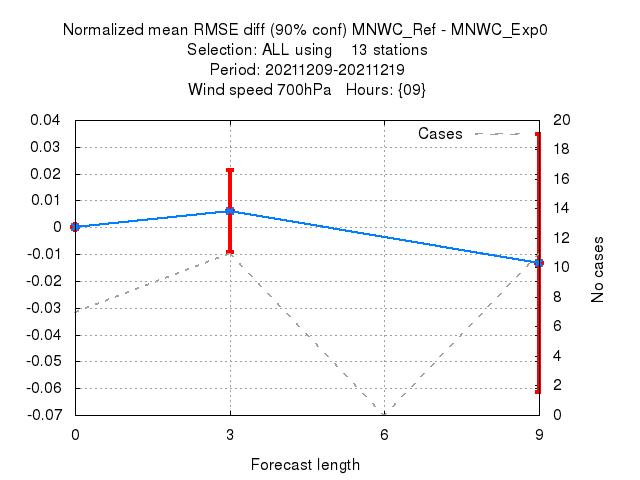 Normalized mean RMSE diff (90% conf) MNWC_Ref - MNWC_Exp0
Selection: ALL using 13 stations
Period: 20211209-20211219
Wind speed 700hPa Hours: {09}
Cases
0.04
0.03
0.02
0.01
0
-0.01
-0.02
-0.03
-0.04
-0.05
-0.06
-0.07
20
18
16
14
12
10
8
6
4
2
0
No cases
0 3 6 9
Forecast length